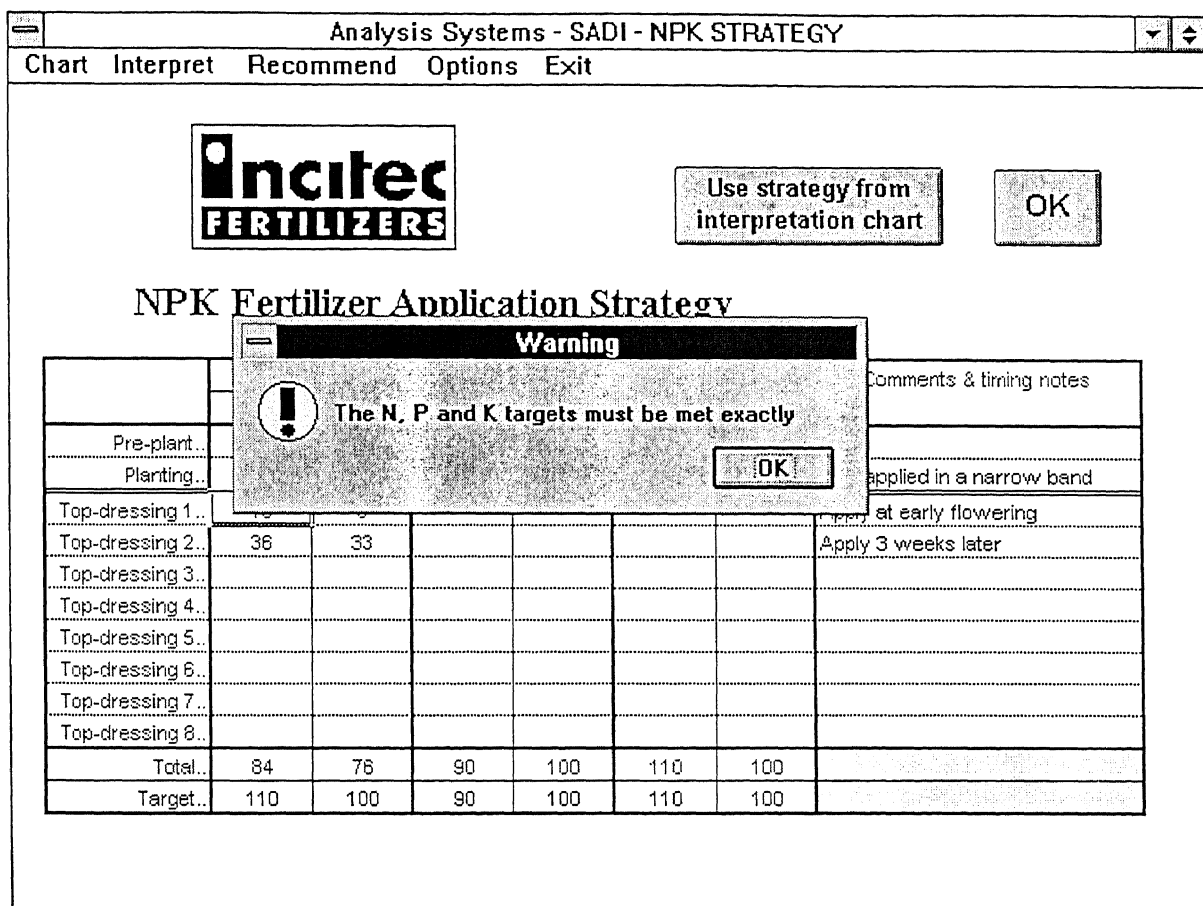 Analysis Systems - SADI - NPK STRATEGY
Chart Interpret Recommend Options Exit
incitec
FERTILIZERS
Use strategy from
interpretation chart
OK
NPK Fertilizer Application Strategy
Warning
The N, P and K targets must be met exactly
OK
Comments & timing notes
Pre-plant..
Planting.. applied in a narrow band
Top-dressing 1.. Apply at early flowering
Top-dressing 2.. 36 33 Apply 3 weeks later
Top-dressing 3..
Top-dressing 4..
Top-dressing 5..
Top-dressing 6..
Top-dressing 7..
Top-dressing 8..
Total.. 84 76 90 100 110 100
Target.. 110 100 90 100 110 100